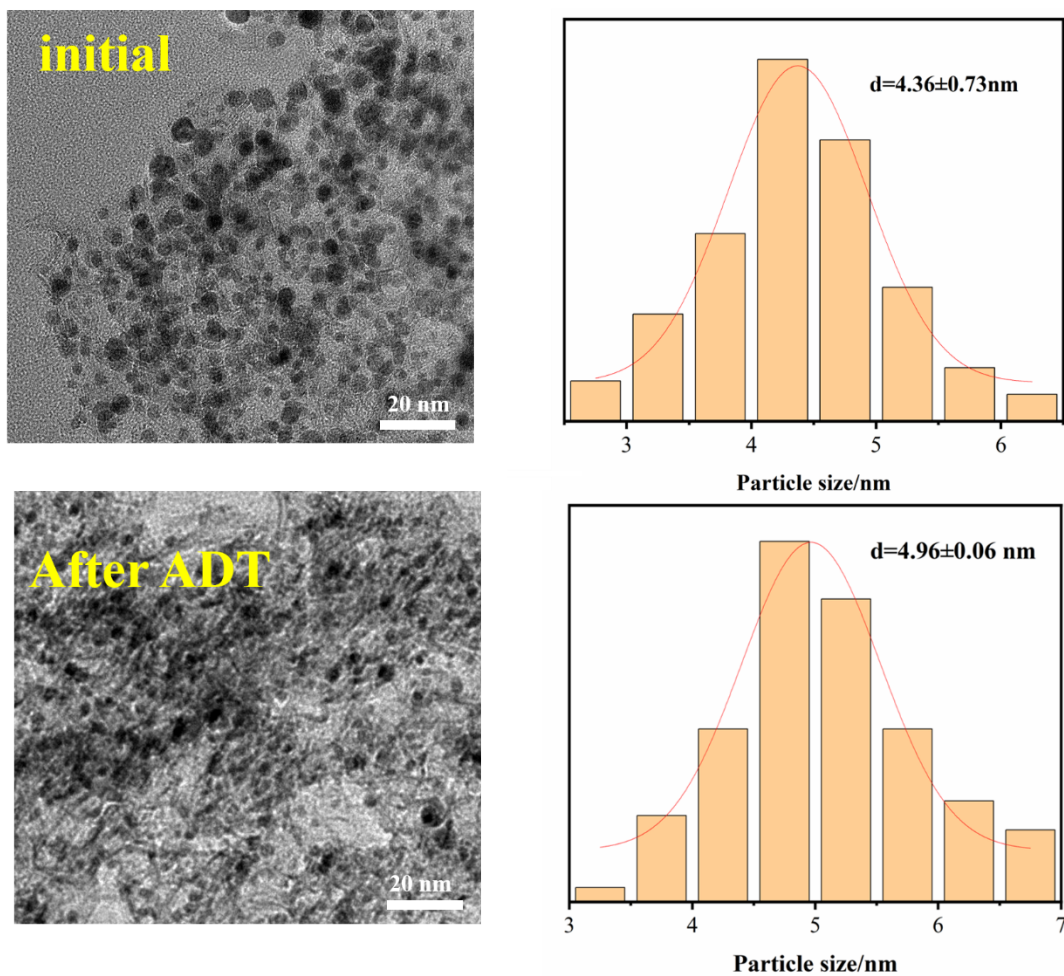 initial
20 nm
d=4.36±0.73nm
3 4 5 6
Particle size/nm
After ADT
20 nm
d=4.96±0.06 nm
3 4 5 6 7
Particle size/nm